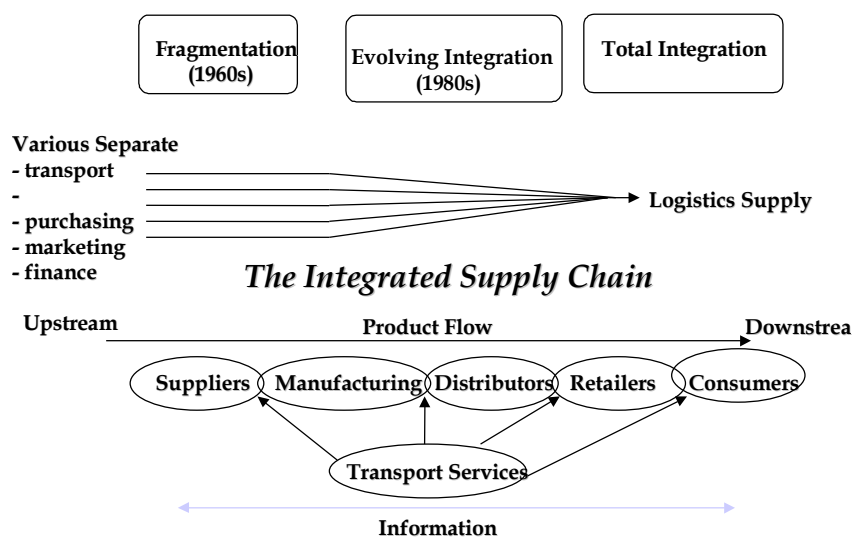 Fragmentation
(1960s)
Evolving Integration
(1980s)
Total Integration
Various Separate
- transport
-
- purchasing
- marketing
- finance
Logistics Supply
The Integrated Supply Chain
Upstream
Product Flow
Downstrea
Suppliers
Manufacturing
Distributors
Retailers
Consumers
Transport Services
Information